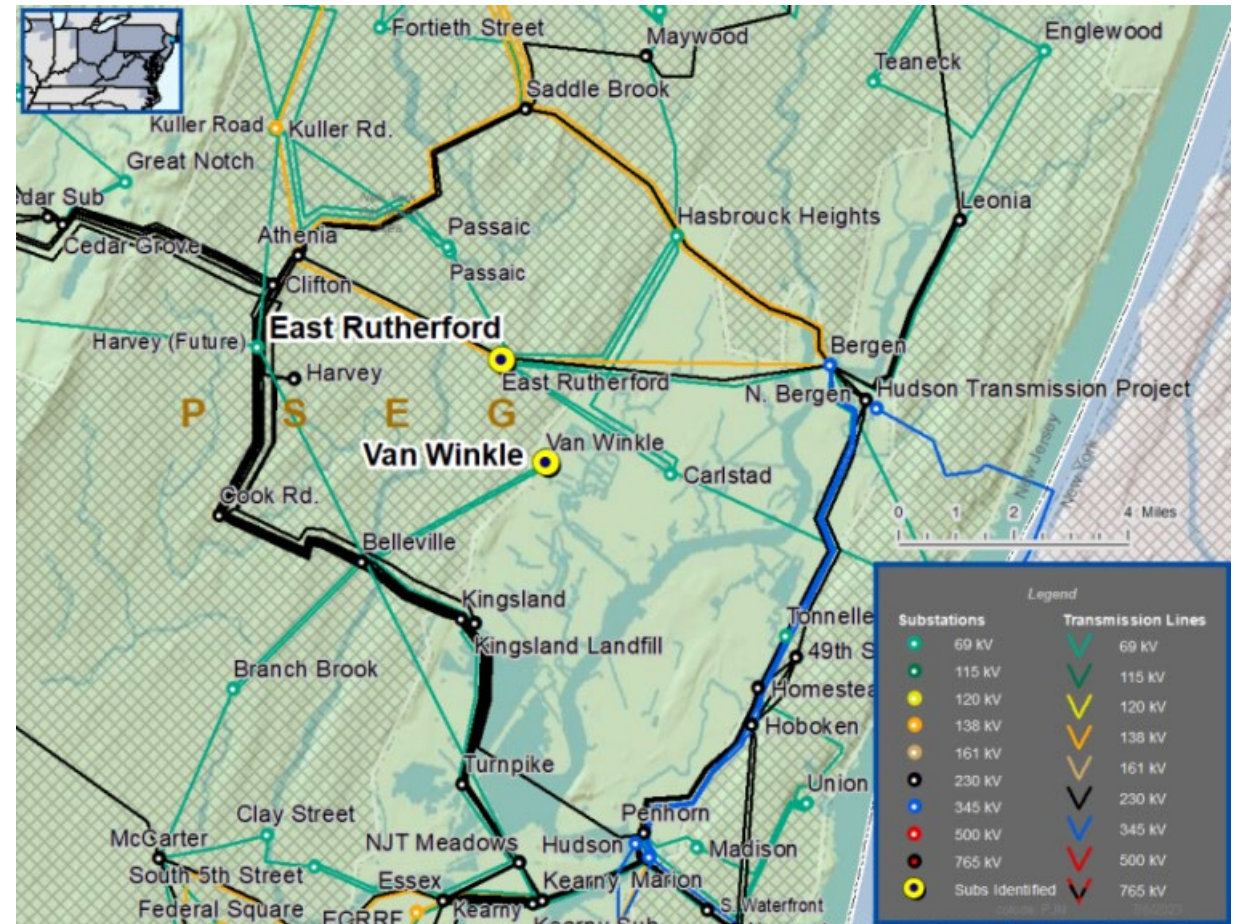 Fortieth Street
Maywood
Englewood
Teaneck
Saddle Brook
Kuller Road
Kuller Rd.
Great Notch
edar Sub
Hasbrouck Heights
Leonia
Cedar Grove
Athenia
Passaic
Passaic
Clifton
East Rutherford
Harvey (Future)
Bergen
East Rutherford
Harvey
N. Bergen
Hudson Transmission Project
P S E G
Van Winkle
Van Winkle
Carlstad
New Jersey
New York
Cook Rd.
0 1 2 4 Miles
Belleville
Kingsland
Kingsland Landfill
Tonnelle
49th S
Branch Brook
Homestea
Hoboken
Turnpike
Union
Clay Street
Penhorn
McCarter
NJT Meadows
Hudson
Madison
South 5th Street
Essex
Kearny
Marion
Federal Square
ECRRF
Kearny
S. Waterfront
Kearny Sub
Legend
Substations
Transmission Lines
69 kV
69 kV
115 kV
115 kV
120 kV
120 kV
138 kV
138 kV
161 kV
161 kV
230 kV
230 kV
345 kV
345 kV
500 kV
500 kV
765 kV
765 kV
Subs Identified